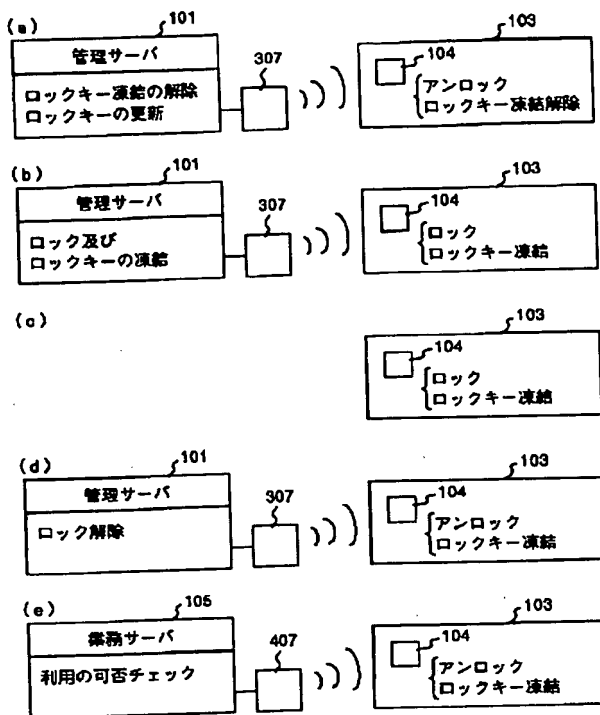 (a)
101
管理サーバ
ロックキー凍結の解除
ロックキーの更新
307
103
104
アンロック
ロックキー凍結解除
(b)
101
管理サーバ
ロック及び
ロックキーの凍結
307
103
104
ロック
ロックキー凍結
(c)
103
104
ロック
ロックキー凍結
(d)
101
管理サーバ
ロック解除
307
103
104
アンロック
ロックキー凍結
(e)
105
業務サーバ
利用の可否チェック
407
103
104
アンロック
ロックキー凍結